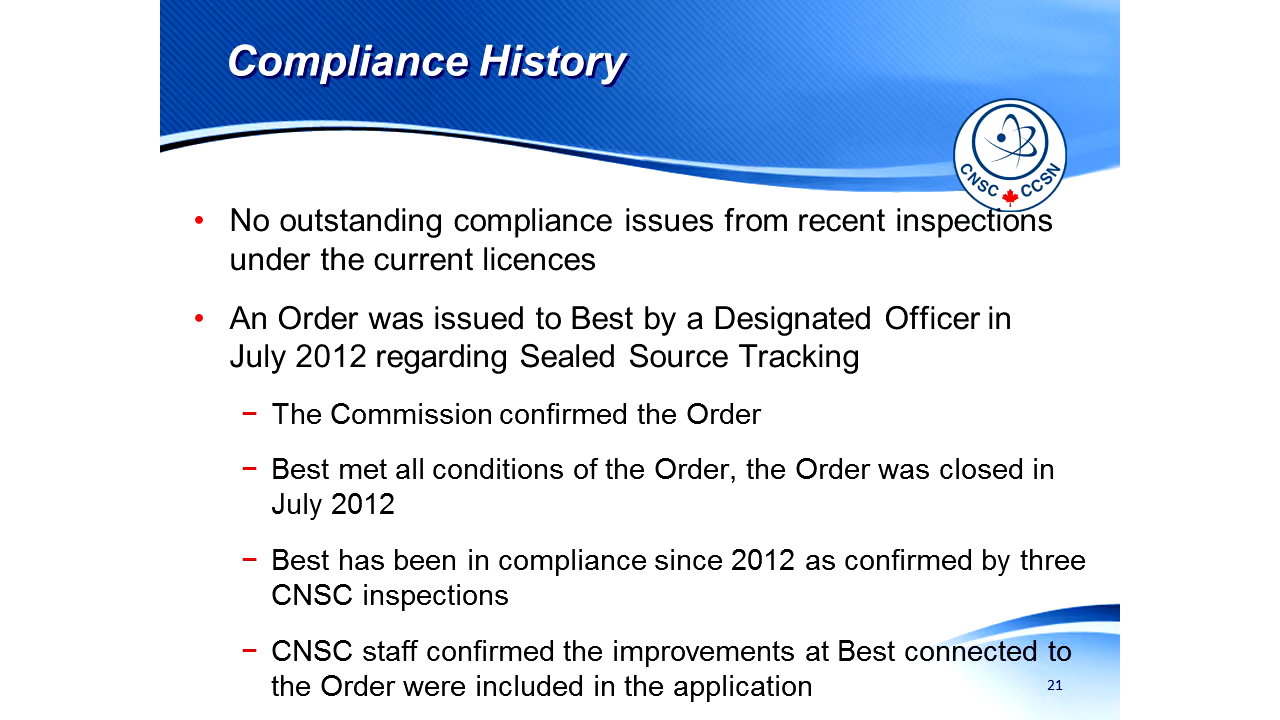 Compliance History
CNSC CCSN
• No outstanding compliance issues from recent inspections
under the current licences
• An Order was issued to Best by a Designated Officer in
July 2012 regarding Sealed Source Tracking
− The Commission confirmed the Order
− Best met all conditions of the Order, the Order was closed in
July 2012
− Best has been in compliance since 2012 as confirmed by three
CNSC inspections
− CNSC staff confirmed the improvements at Best connected to
the Order were included in the application
21